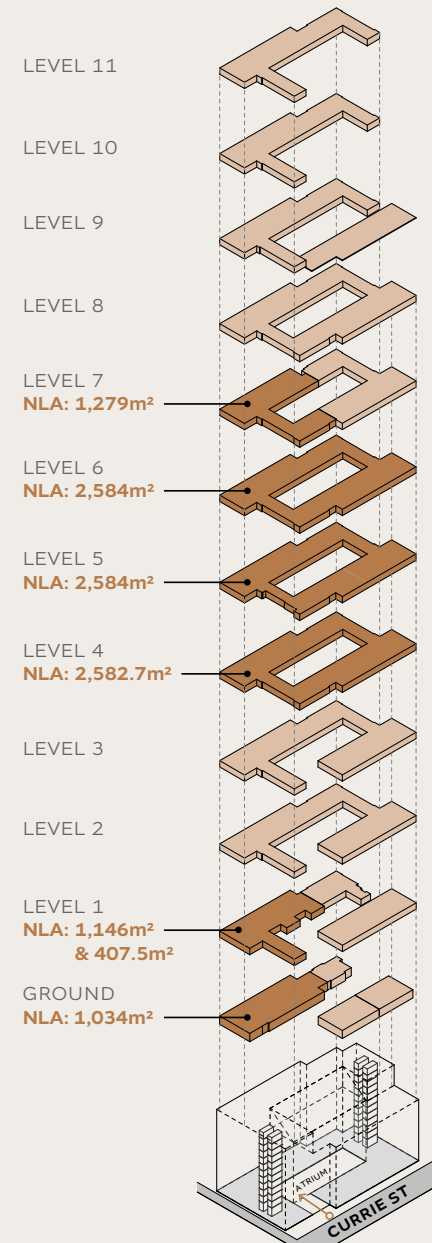 LEVEL 11
LEVEL 10
LEVEL 9
LEVEL 8
LEVEL 7
NLA: 1,279m²
LEVEL 6
NLA: 2,584m²
LEVEL 5
NLA: 2,584m²
LEVEL 4
NLA: 2,582.7m²
LEVEL 3
LEVEL 2
LEVEL 1
NLA: 1,146m²
& 407.5m²
GROUND
NLA: 1,034m²
ATRIUM
CURRIE ST